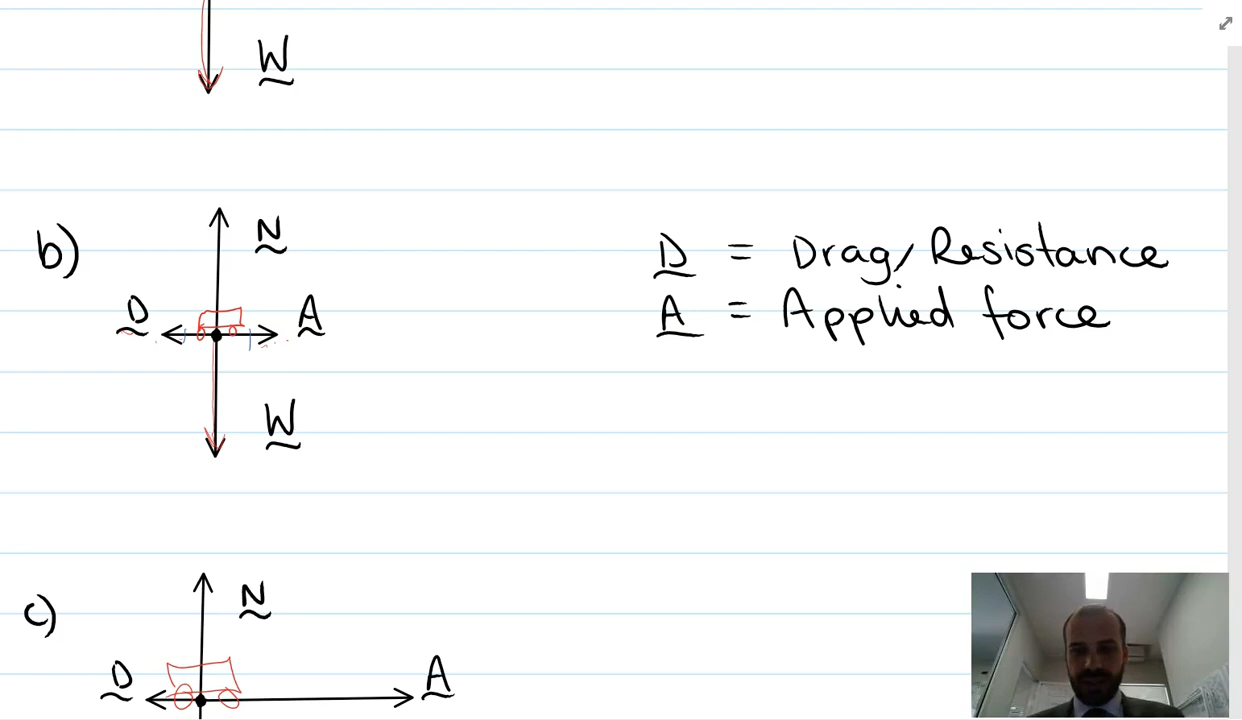 W
b)
N
D = Drag/Resistance
D
A
A = Applied force
W
c)
N
D
A